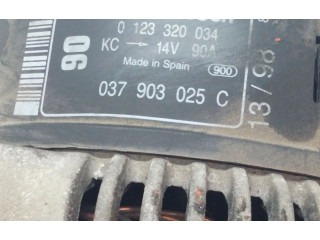 0 123 320 034
KC → 14V 90A
90
Made in Spain 900
037 903 025 C
13/98